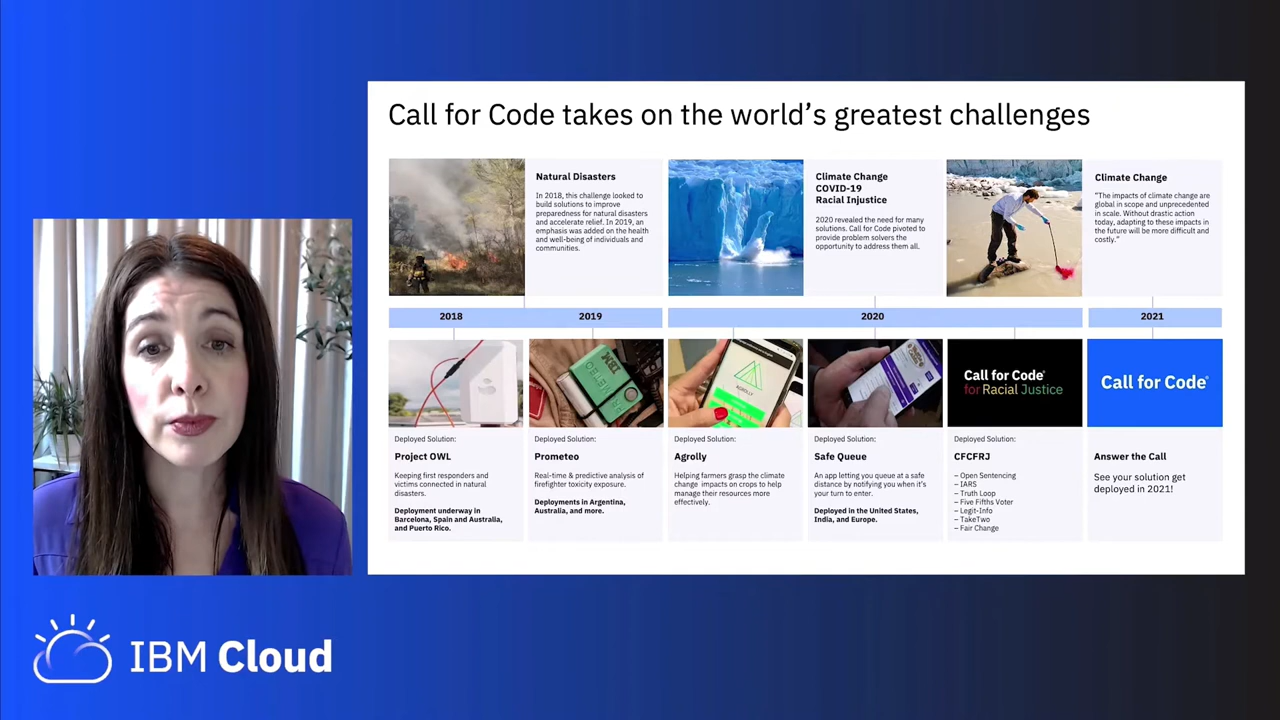 Call for Code takes on the world's greatest challenges
Natural Disasters
In 2018, this challenge looked to
build solutions to improve
preparedness for natural disasters
and accelerate relief. In 2019, an
emphasis was added on the health
and well-being of individuals and
communities.
Climate Change
COVID-19
Racial Injustice
2020 revealed the need for many
solutions. Call for Code pivoted to
provide problem solvers the
opportunity to address them all.
Climate Change
"The impacts of climate change are
global in scope and unprecedented
in scale. Without drastic action
today, adapting to these impacts in
the future will be more difficult and
costly."
2018
2019
2020
2021
IBM
AGROLLY
Call for Code®
for Racial Justice
Call for Code®
Deployed Solution:
Project OWL
Keeping first responders and
victims connected in natural
disasters.
Deployment underway in
Barcelona, Spain and Australia,
and Puerto Rico.
Deployed Solution:
Prometeo
Real-time & predictive analysis of
firefighter toxicity exposure.
Deployments in Argentina,
Australia, and more.
Deployed Solution:
Agrolly
Helping farmers grasp the climate
change impacts on crops to help
manage their resources more
effectively.
Deployed Solution:
Safe Queue
An app letting you queue at a safe
distance by notifying you when it's
your turn to enter.
Deployed in the United States,
India, and Europe.
Deployed Solution:
CFCFRJ
– Open Sentencing
– IARS
– Truth Loop
– Five Fifths Voter
– Legit-Info
– TakeTwo
– Fair Change
Answer the Call
See your solution get
deployed in 2021!
IBM Cloud